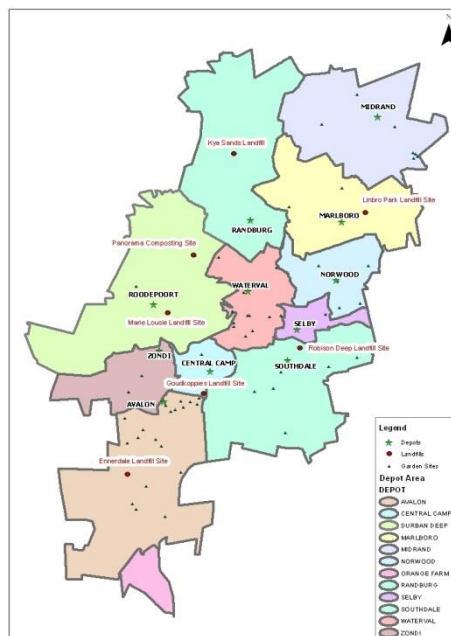 N
MIDRAND
Kya Sands Landfill
Linbro Park Landfill Site
MARLBORO
RANDBURG
Panorama Composting Site
NORWOOD
WATERVAL
ROODEPOORT
Marie Louise Landfill Site
SELBY
Robison Deep Landfill Site
ZONDI
CENTRAL CAMP
SOUTHDALE
Goudkoppies Landfill Site
AVALON
Ennerdale Landfill Site
Legend
Depots
Landfills
Garden Sites
Depot Area
DEPOT
AVALON
CENTRAL CAMP
DURBAN DEEP
MARLBORO
MIDRAND
NORWOOD
ORANGE FARM
RANDBURG
SELBY
SOUTHDALE
WATERVAL
ZONDI